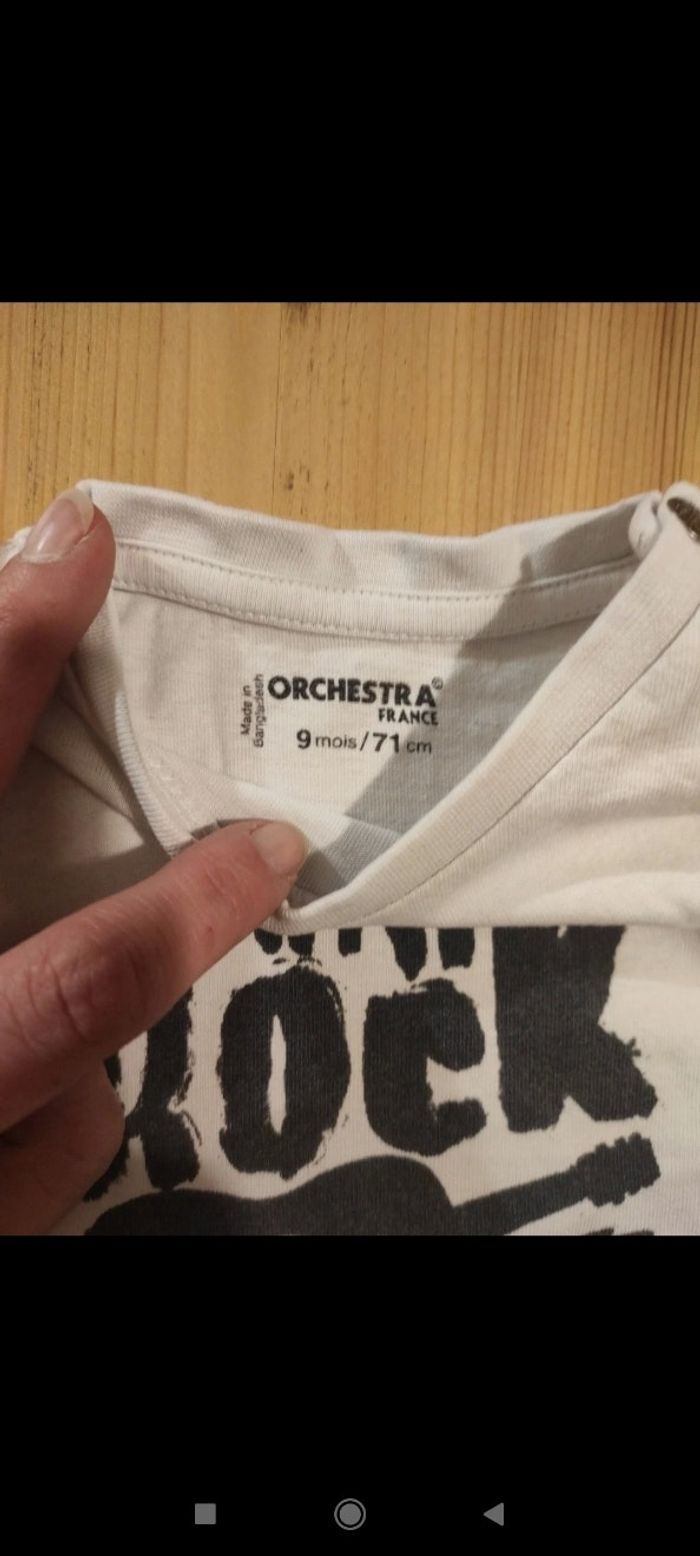 Made in
Bangladesh
ORCHESTRA©
FRANCE
9 mois/71 cm
ROCK